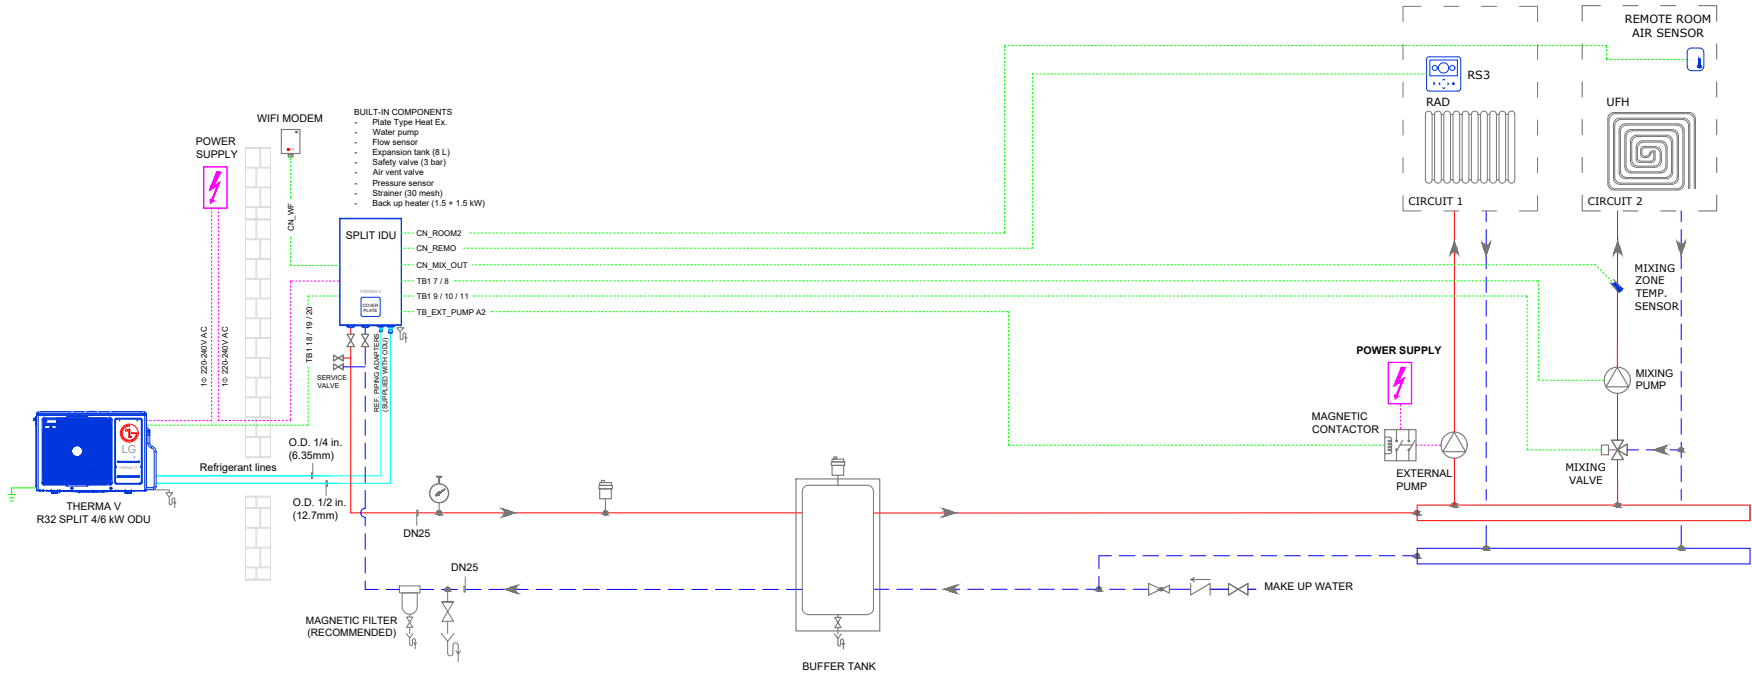 REMOTE ROOM
AIR SENSOR
RS3
RAD
UFH
CIRCUIT 1
CIRCUIT 2
BUILT-IN COMPONENTS
- Plate Type Heat Ex.
- Water pump
- Flow sensor
- Expansion tank (8 L)
- Safety valve (3 bar)
- Air vent valve
- Pressure sensor
- Strainer (30 mesh)
- Back up heater (1.5 + 1.5 kW)
WIFI MODEM
POWER
SUPPLY
CN_WF
SPLIT IDU
THERMA V
COVER
PLATE
CN_ROOM2
CN_REMO
CN_MIX_OUT
TB1 7 / 8
TB1 9 / 10 / 11
TB_EXT_PUMP A2
MIXING
ZONE
TEMP.
SENSOR
1Φ 220-240V AC
1Φ 220-240V AC
TB1 18 / 19 / 20
SERVICE
VALVE
REF. PIPING ADAPTERS
(SUPPLIED WITH ODU)
POWER SUPPLY
MIXING
PUMP
MAGNETIC
CONTACTOR
EXTERNAL
PUMP
MIXING
VALVE
LG
O.D. 1/4 in.
(6.35mm)
Refrigerant lines
O.D. 1/2 in.
(12.7mm)
THERMA V
R32 SPLIT 4/6 kW ODU
DN25
DN25
MAGNETIC FILTER
(RECOMMENDED)
BUFFER TANK
MAKE UP WATER